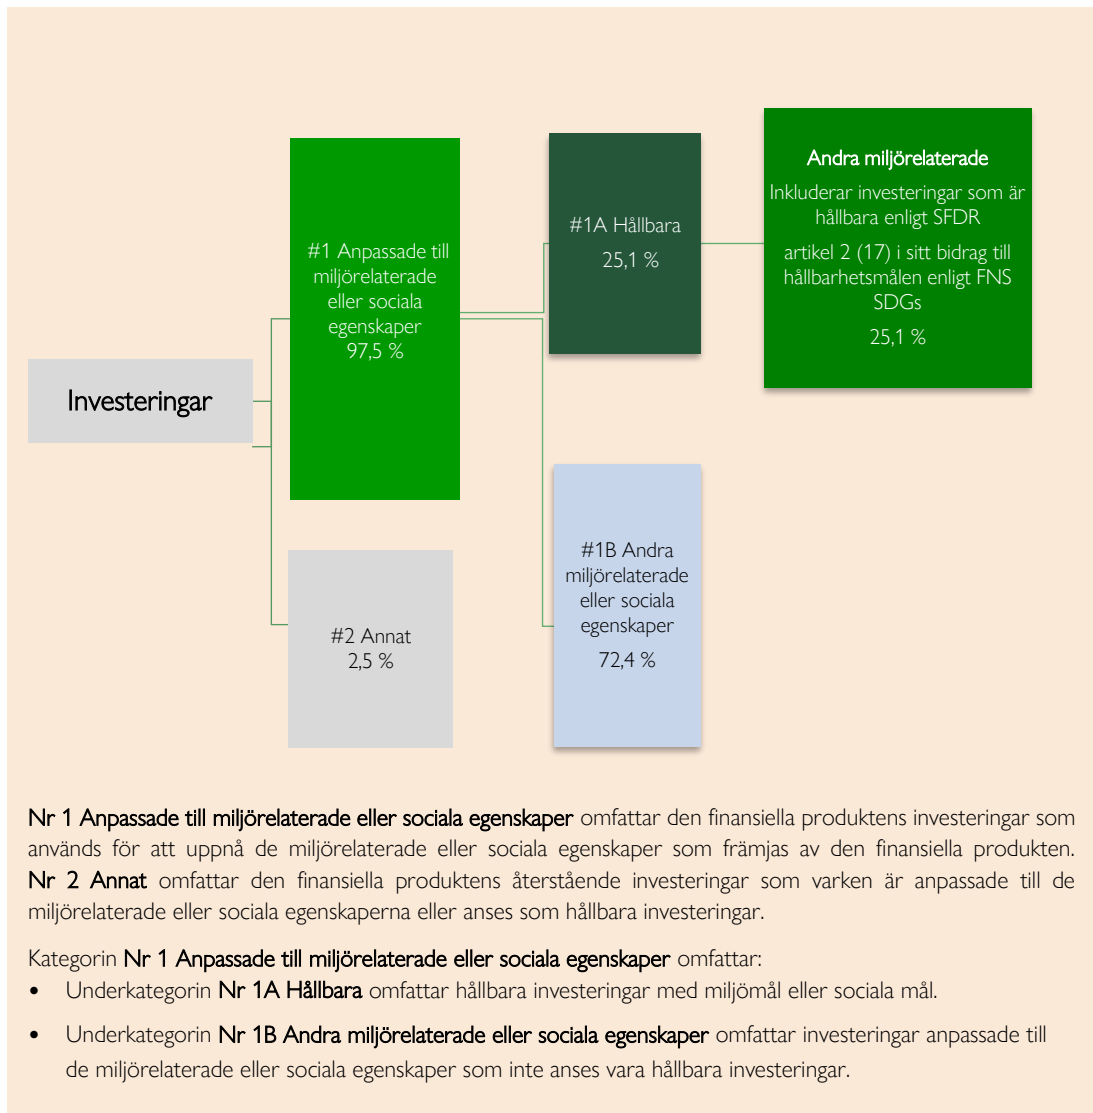 Investeringar
#1 Anpassade till
miljörelaterade
eller sociala
egenskaper
97,5 %
#2 Annat
2,5 %
#1A Hållbara
25,1 %
#1B Andra
miljörelaterade
eller sociala
egenskaper
72,4 %
Andra miljörelaterade
Inkluderar investeringar som är
hållbara enligt SFDR
artikel 2 (17) i sitt bidrag till
hållbarhetsmålen enligt FNS
SDGs
25,1 %
Nr 1 Anpassade till miljörelaterade eller sociala egenskaper omfattar den finansiella produktens investeringar som
används för att uppnå de miljörelaterade eller sociala egenskaper som främjas av den finansiella produkten.
Nr 2 Annat omfattar den finansiella produktens återstående investeringar som varken är anpassade till de
miljörelaterade eller sociala egenskaperna eller anses som hållbara investeringar.
Kategorin Nr 1 Anpassade till miljörelaterade eller sociala egenskaper omfattar:
• Underkategorin Nr 1A Hållbara omfattar hållbara investeringar med miljömål eller sociala mål.
• Underkategorin Nr 1B Andra miljörelaterade eller sociala egenskaper omfattar investeringar anpassade till
de miljörelaterade eller sociala egenskaper som inte anses vara hållbara investeringar.